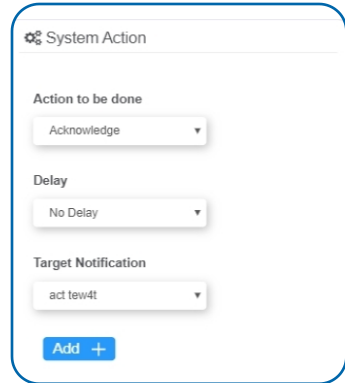 System Action
Action to be done
Acknowledge
Delay
No Delay
Target Notification
act tew4t
Add +